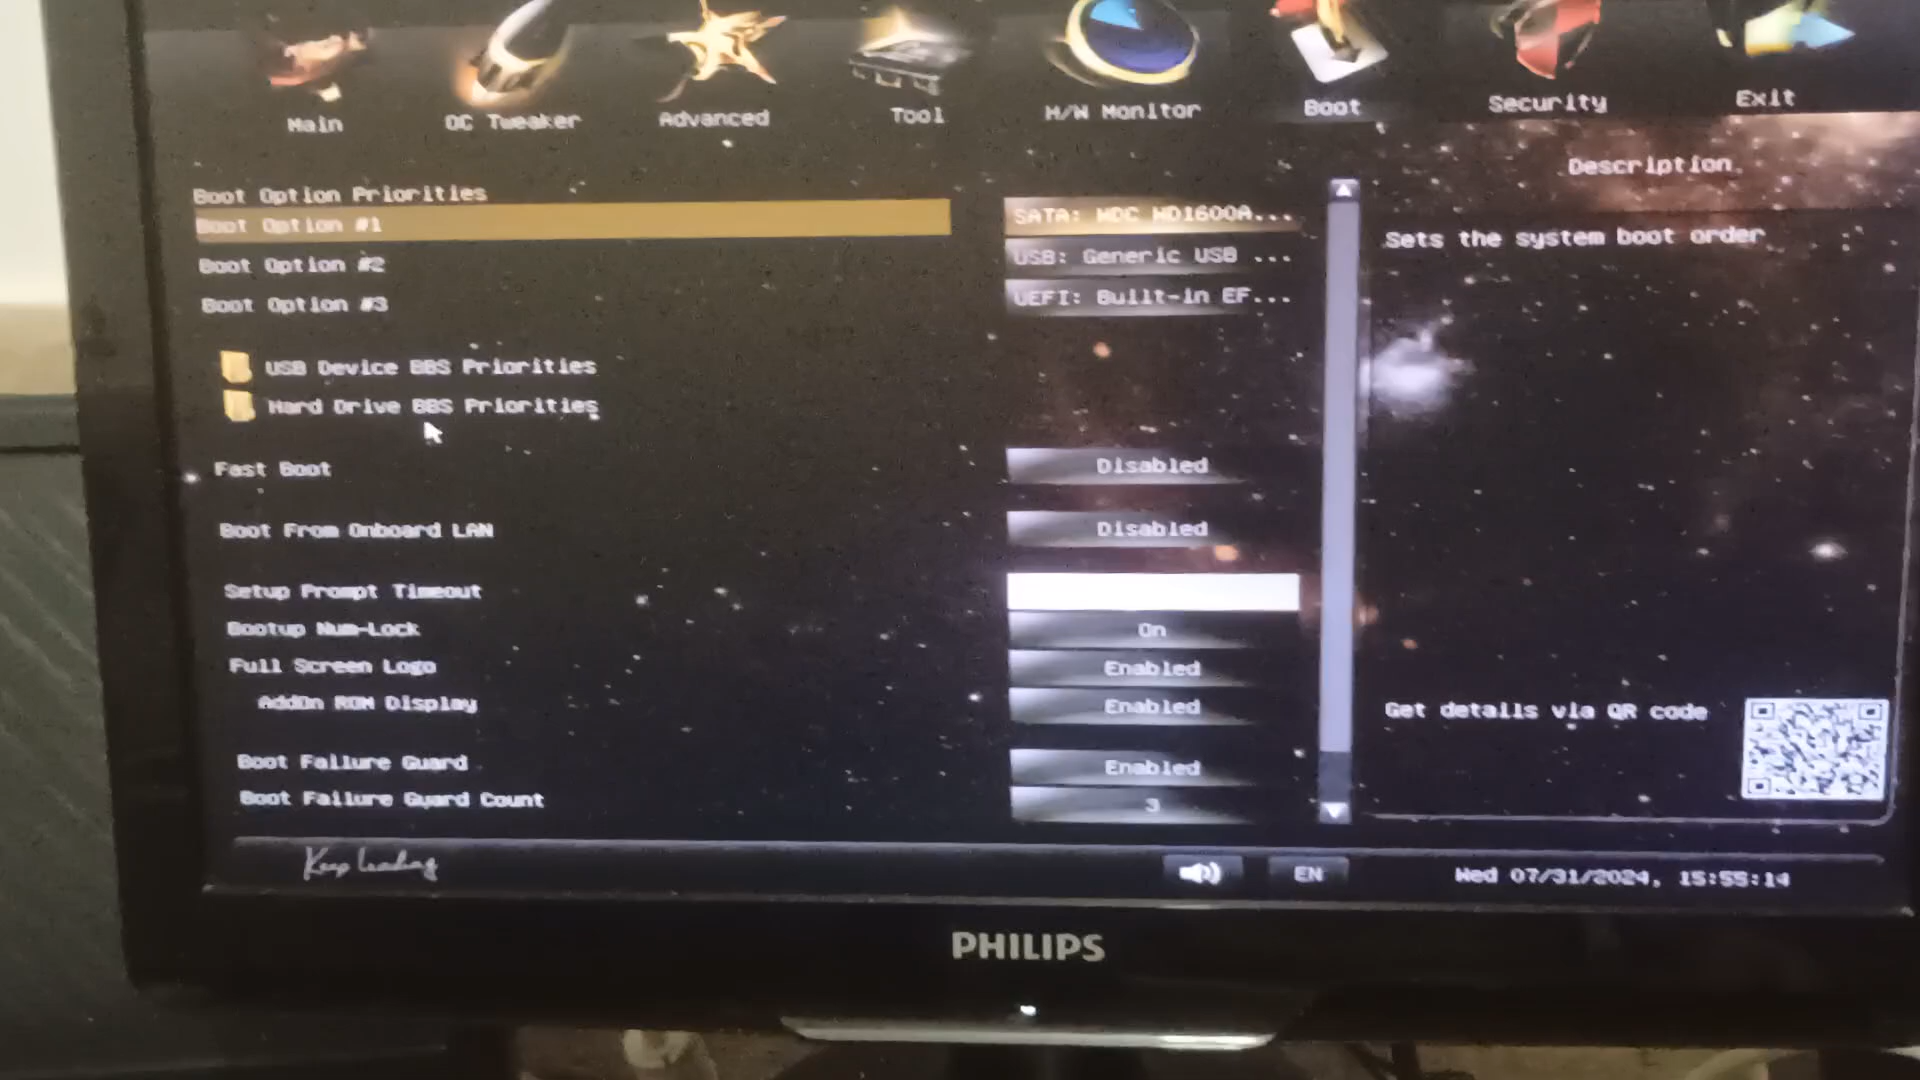 Main OC Tweaker Advanced Tool H/W Monitor Boot Security Exit
Description
Boot Option Priorities
Boot Option #1 SATA: WDC WD1600A...
Sets the system boot order
Boot Option #2 USB: Generic USB ...
Boot Option #3 UEFI: Built-in EF...
USB Device BBS Priorities
Hard Drive BBS Priorities
Fast Boot Disabled
Boot From Onboard LAN Disabled
Setup Prompt Timeout
Bootup Num-Lock On
Full Screen Logo Enabled
AddOn ROM Display Enabled
Get details via QR code
Boot Failure Guard Enabled
Boot Failure Guard Count 3
Keep Leading
EN
Wed 07/31/2024, 15:55:14
PHILIPS